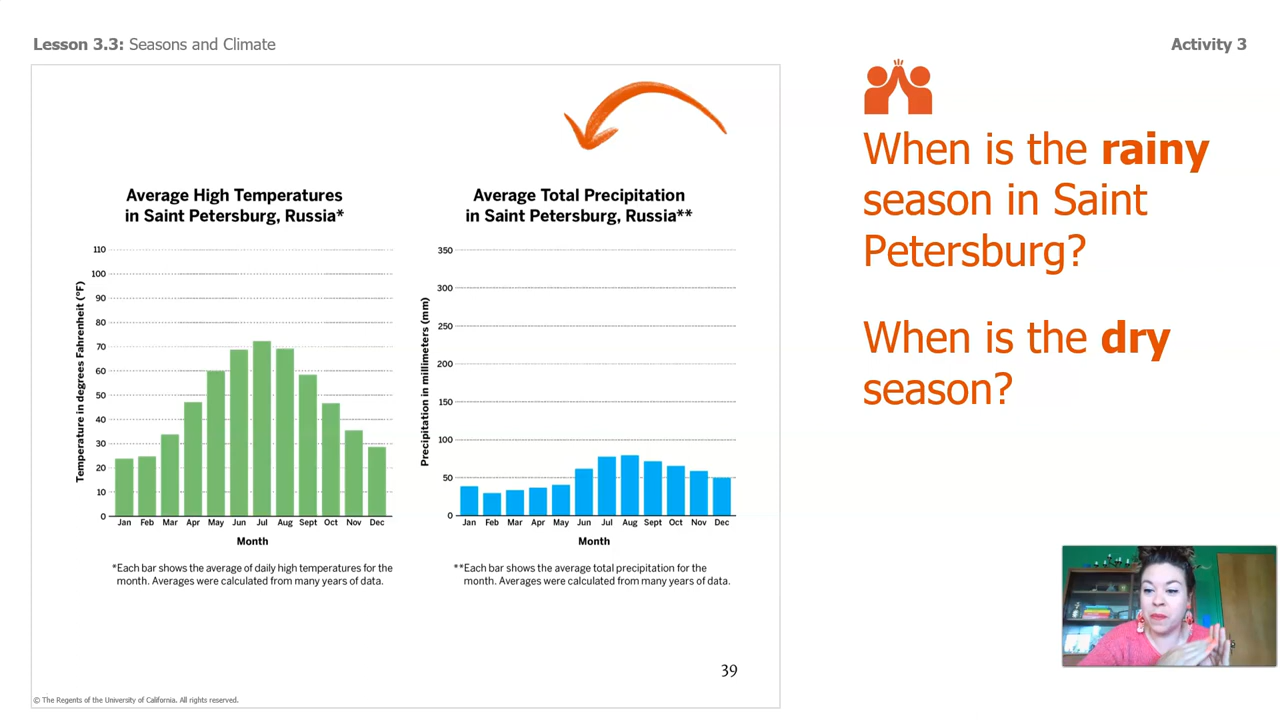 Lesson 3.3: Seasons and Climate
Activity 3
Average High Temperatures
in Saint Petersburg, Russia*
Temperature in degrees Fahrenheit (°F)
110
100
90
80
70
60
50
40
30
20
10
0
Jan Feb Mar Apr May Jun Jul Aug Sept Oct Nov Dec
Month
*Each bar shows the average of daily high temperatures for the
month. Averages were calculated from many years of data.
Average Total Precipitation
in Saint Petersburg, Russia**
Precipitation in millimeters (mm)
350
300
250
200
150
100
50
0
Jan Feb Mar Apr May Jun Jul Aug Sept Oct Nov Dec
Month
**Each bar shows the average total precipitation for the
month. Averages were calculated from many years of data.
39
© The Regents of the University of California. All rights reserved.
When is the rainy
season in Saint
Petersburg?
When is the dry
season?